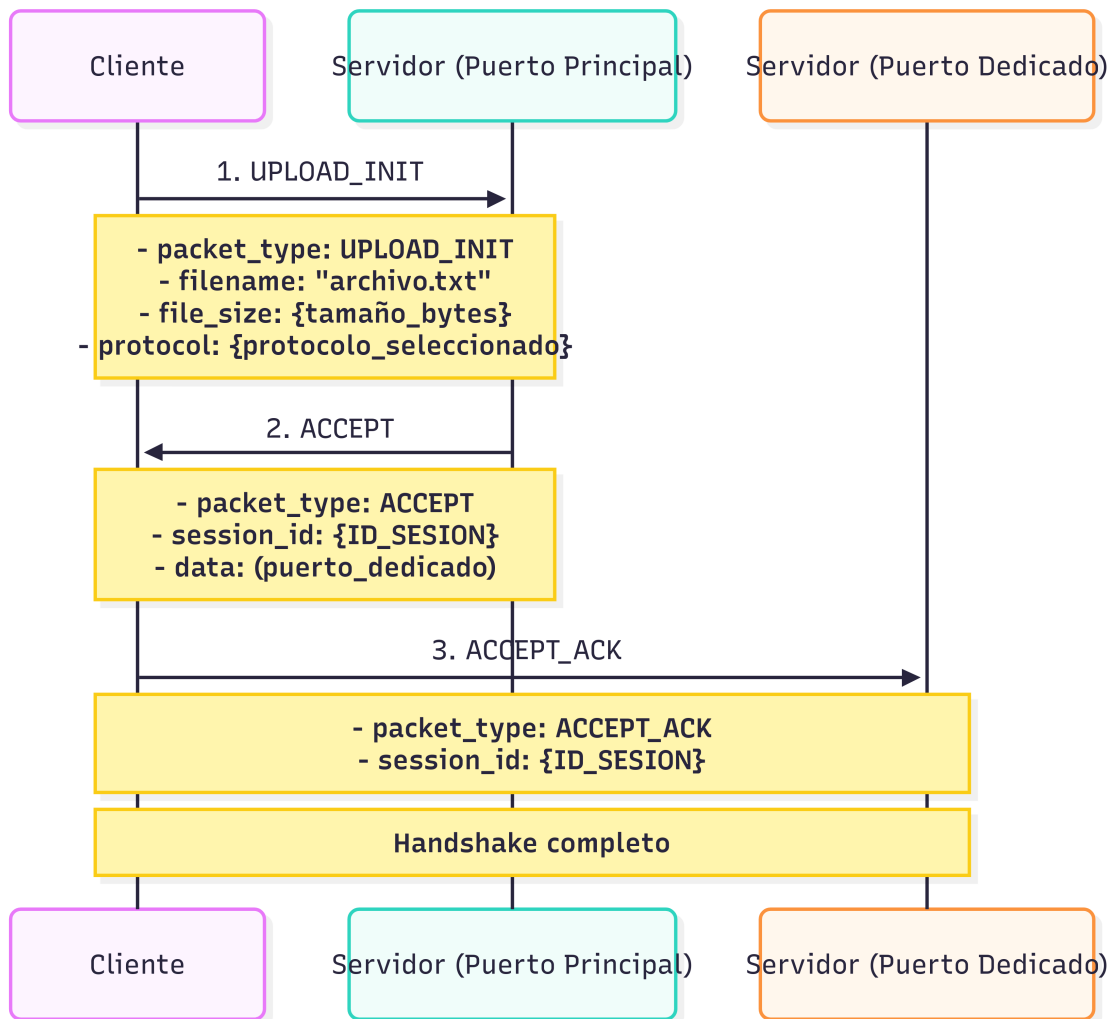 Cliente
Servidor (Puerto Principal)
Servidor (Puerto Dedicado)
1. UPLOAD_INIT
- packet_type: UPLOAD_INIT
- filename: "archivo.txt"
- file_size: {tamaño_bytes}
- protocol: {protocolo_seleccionado}
2. ACCEPT
- packet_type: ACCEPT
- session_id: {ID_SESION}
- data: (puerto_dedicado)
3. ACCEPT_ACK
- packet_type: ACCEPT_ACK
- session_id: {ID_SESION}
Handshake completo
Cliente
Servidor (Puerto Principal)
Servidor (Puerto Dedicado)